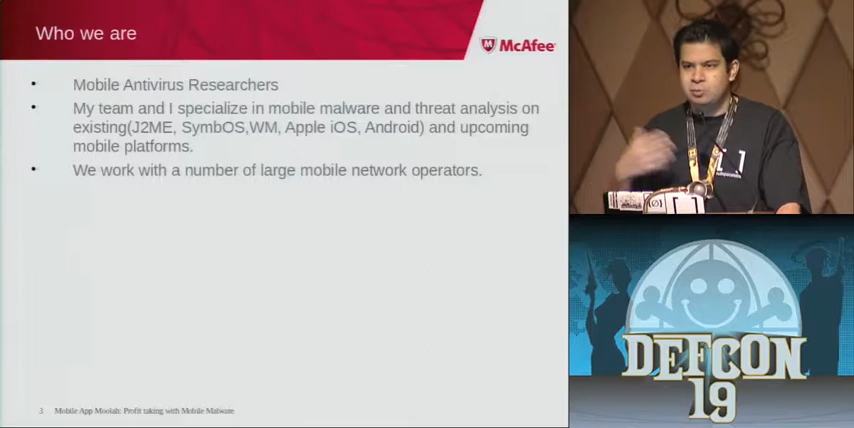 Who we are
McAfee
• Mobile Antivirus Researchers
• My team and I specialize in mobile malware and threat analysis on
existing(J2ME, SymbOS,WM, Apple iOS, Android) and upcoming
mobile platforms.
• We work with a number of large mobile network operators.
3 Mobile App Moolah: Profit taking with Mobile Malware
DEFCON
19